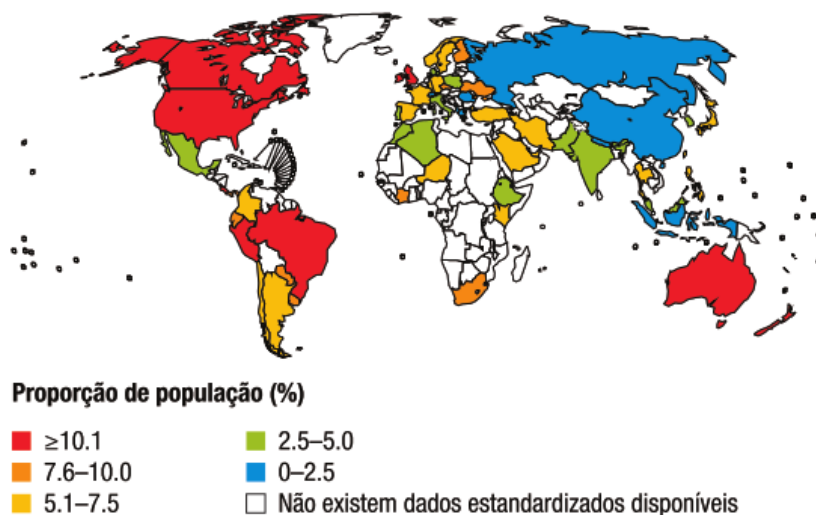 Proporção de população (%)
≥10.1
7.6–10.0
5.1–7.5
2.5–5.0
0–2.5
Não existem dados estandardizados disponíveis